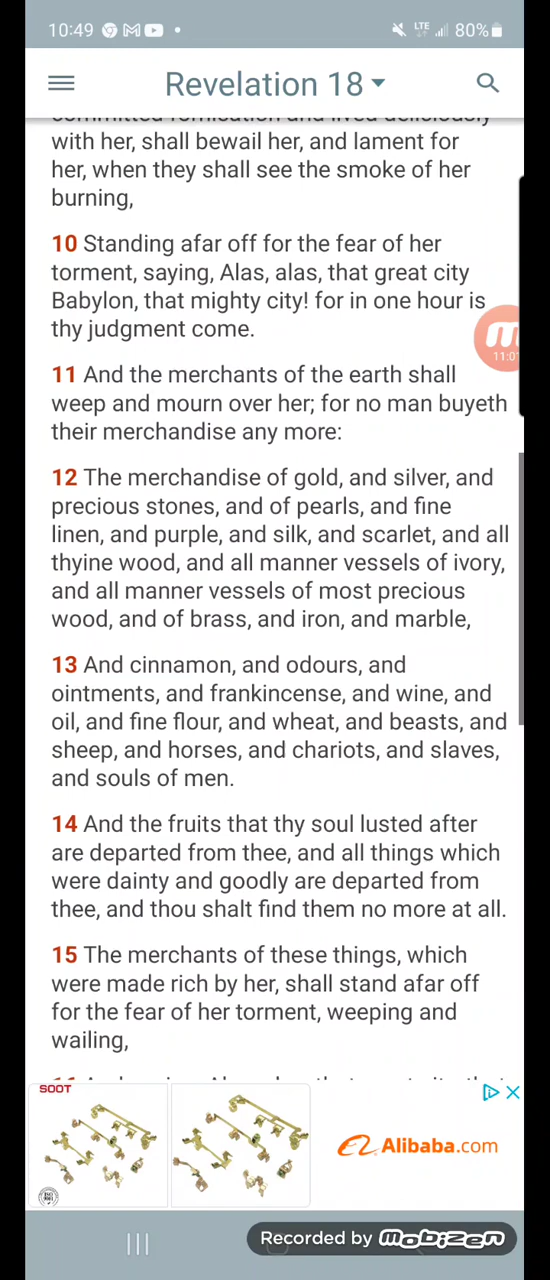 10:49 LTE 80%
Revelation 18
committed fornication and lived deliciously
with her, shall bewail her, and lament for
her, when they shall see the smoke of her
burning,
10 Standing afar off for the fear of her
torment, saying, Alas, alas, that great city
Babylon, that mighty city! for in one hour is
thy judgment come.
11 And the merchants of the earth shall
weep and mourn over her; for no man buyeth
their merchandise any more:
12 The merchandise of gold, and silver, and
precious stones, and of pearls, and fine
linen, and purple, and silk, and scarlet, and all
thyine wood, and all manner vessels of ivory,
and all manner vessels of most precious
wood, and of brass, and iron, and marble,
13 And cinnamon, and odours, and
ointments, and frankincense, and wine, and
oil, and fine flour, and wheat, and beasts, and
sheep, and horses, and chariots, and slaves,
and souls of men.
14 And the fruits that thy soul lusted after
are departed from thee, and all things which
were dainty and goodly are departed from
thee, and thou shalt find them no more at all.
15 The merchants of these things, which
were made rich by her, shall stand afar off
for the fear of her torment, weeping and
wailing,
SOOT
Alibaba.com
Recorded by mobizen